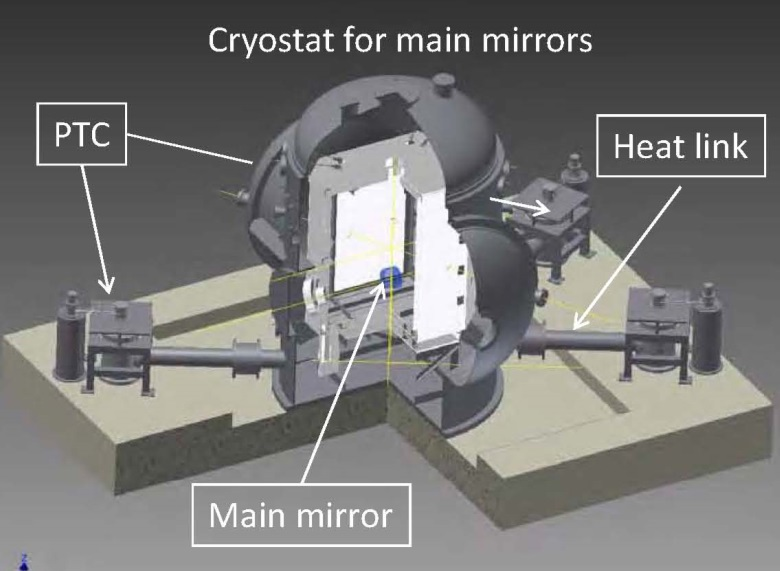 Cryostat for main mirrors
PTC
Heat link
Main mirror
z